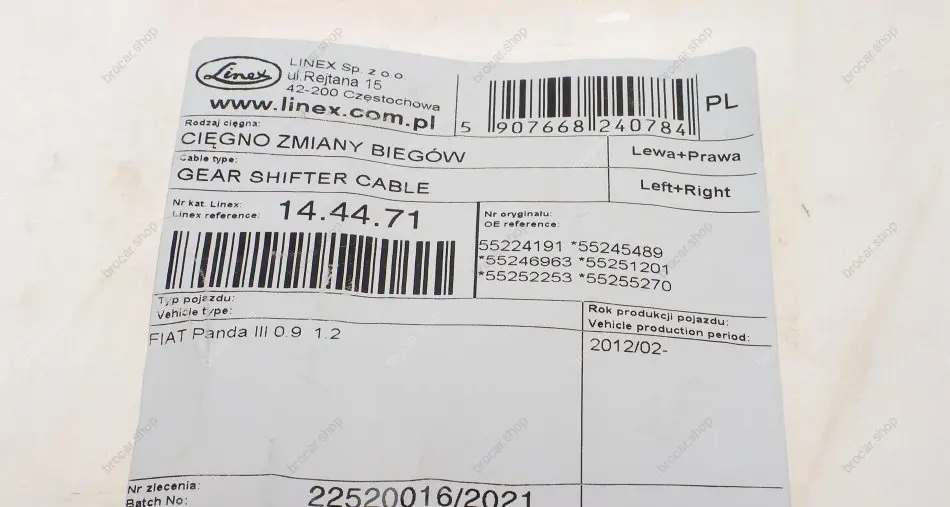 Linex
LINEX Sp. z o.o.
ul.Rejtana 15
42-200 Częstochowa
www.linex.com.pl
5 907668 240784
PL
Rodzaj cięgna:
CIĘGNO ZMIANY BIEGÓW
Lewa+Prawa
Cable type:
GEAR SHIFTER CABLE
Left+Right
Nr kat. Linex:
Linex reference:
14.44.71
Nr oryginału:
OE reference:
55224191 *55245489
*55246963 *55251201
*55252253 *55255270
Typ pojazdu:
Vehicle type:
FIAT Panda III 0.9 1.2
Rok produkcji pojazdu:
Vehicle production period:
2012/02-
Nr zlecenia:
Batch No:
22520016/2021
brocar.shop